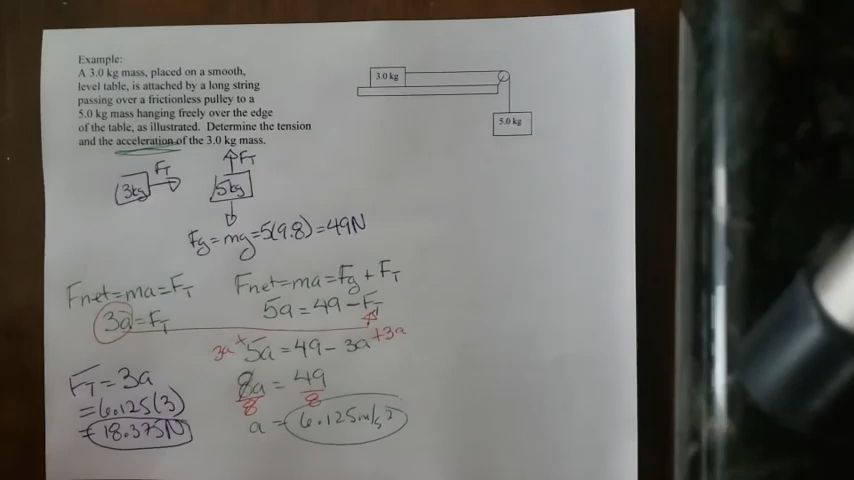 Example:
A 3.0 kg mass, placed on a smooth,
level table, is attached by a long string
passing over a frictionless pulley to a
5.0 kg mass hanging freely over the edge
of the table, as illustrated. Determine the tension
and the acceleration of the 3.0 kg mass.
3.0 kg
5.0 kg
3kg
FT
FT
5kg
Fg=mg=5(9.8)=49N
Fnet=ma=FT
3a=FT
Fnet=ma=Fg+FT
5a=49-FT
3a+5a=49-3a+3a
8a=49
8 8
a=6.125m/s²
FT=3a
=6.125(3)
=18.375N